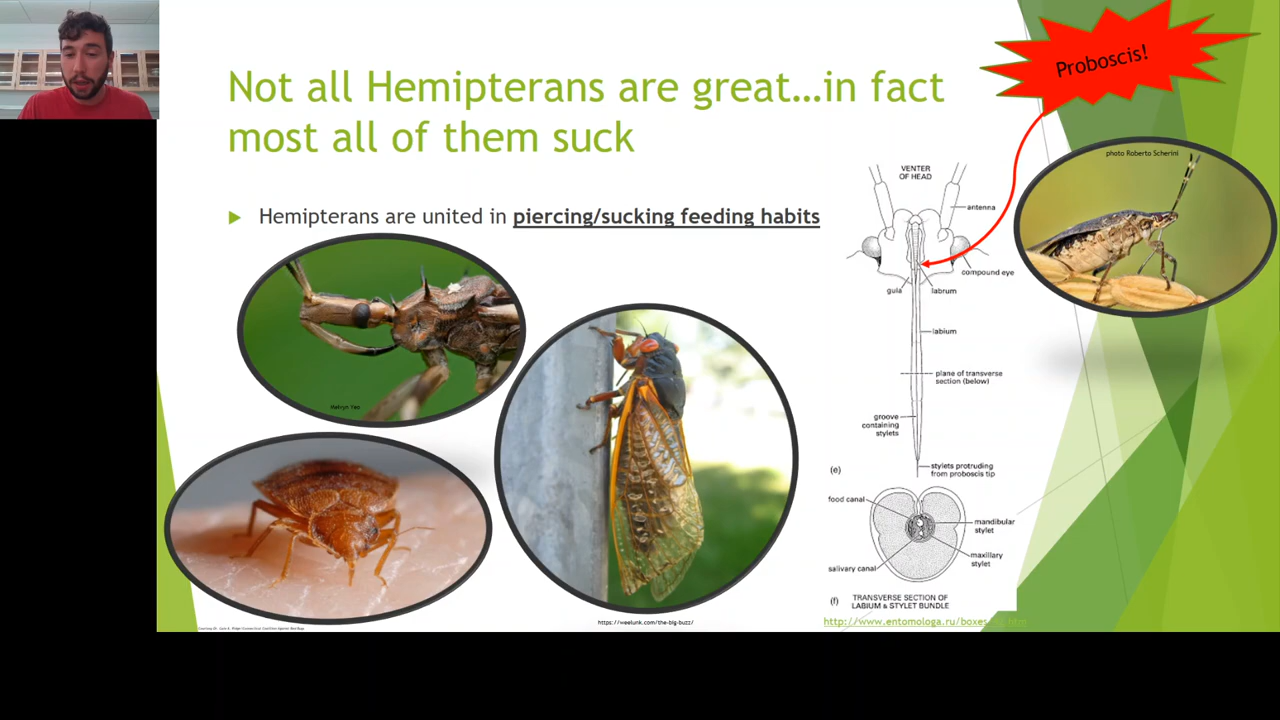 Not all Hemipterans are great…in fact
most all of them suck
Hemipterans are united in piercing/sucking feeding habits
Proboscis!
photo Roberto Scherini
VENTER
OF HEAD
antenna
compound eye
gula
labrum
labium
plane of transverse
section (below)
groove
containing
stylets
(e)
stylets protruding
from proboscis tip
food canal
mandibular
stylet
maxillary
stylet
salivary canal
(f)
TRANSVERSE SECTION OF
LABIUM & STYLET BUNDLE
Melvyn Yeo
https://weelunk.com/the-big-buzz/